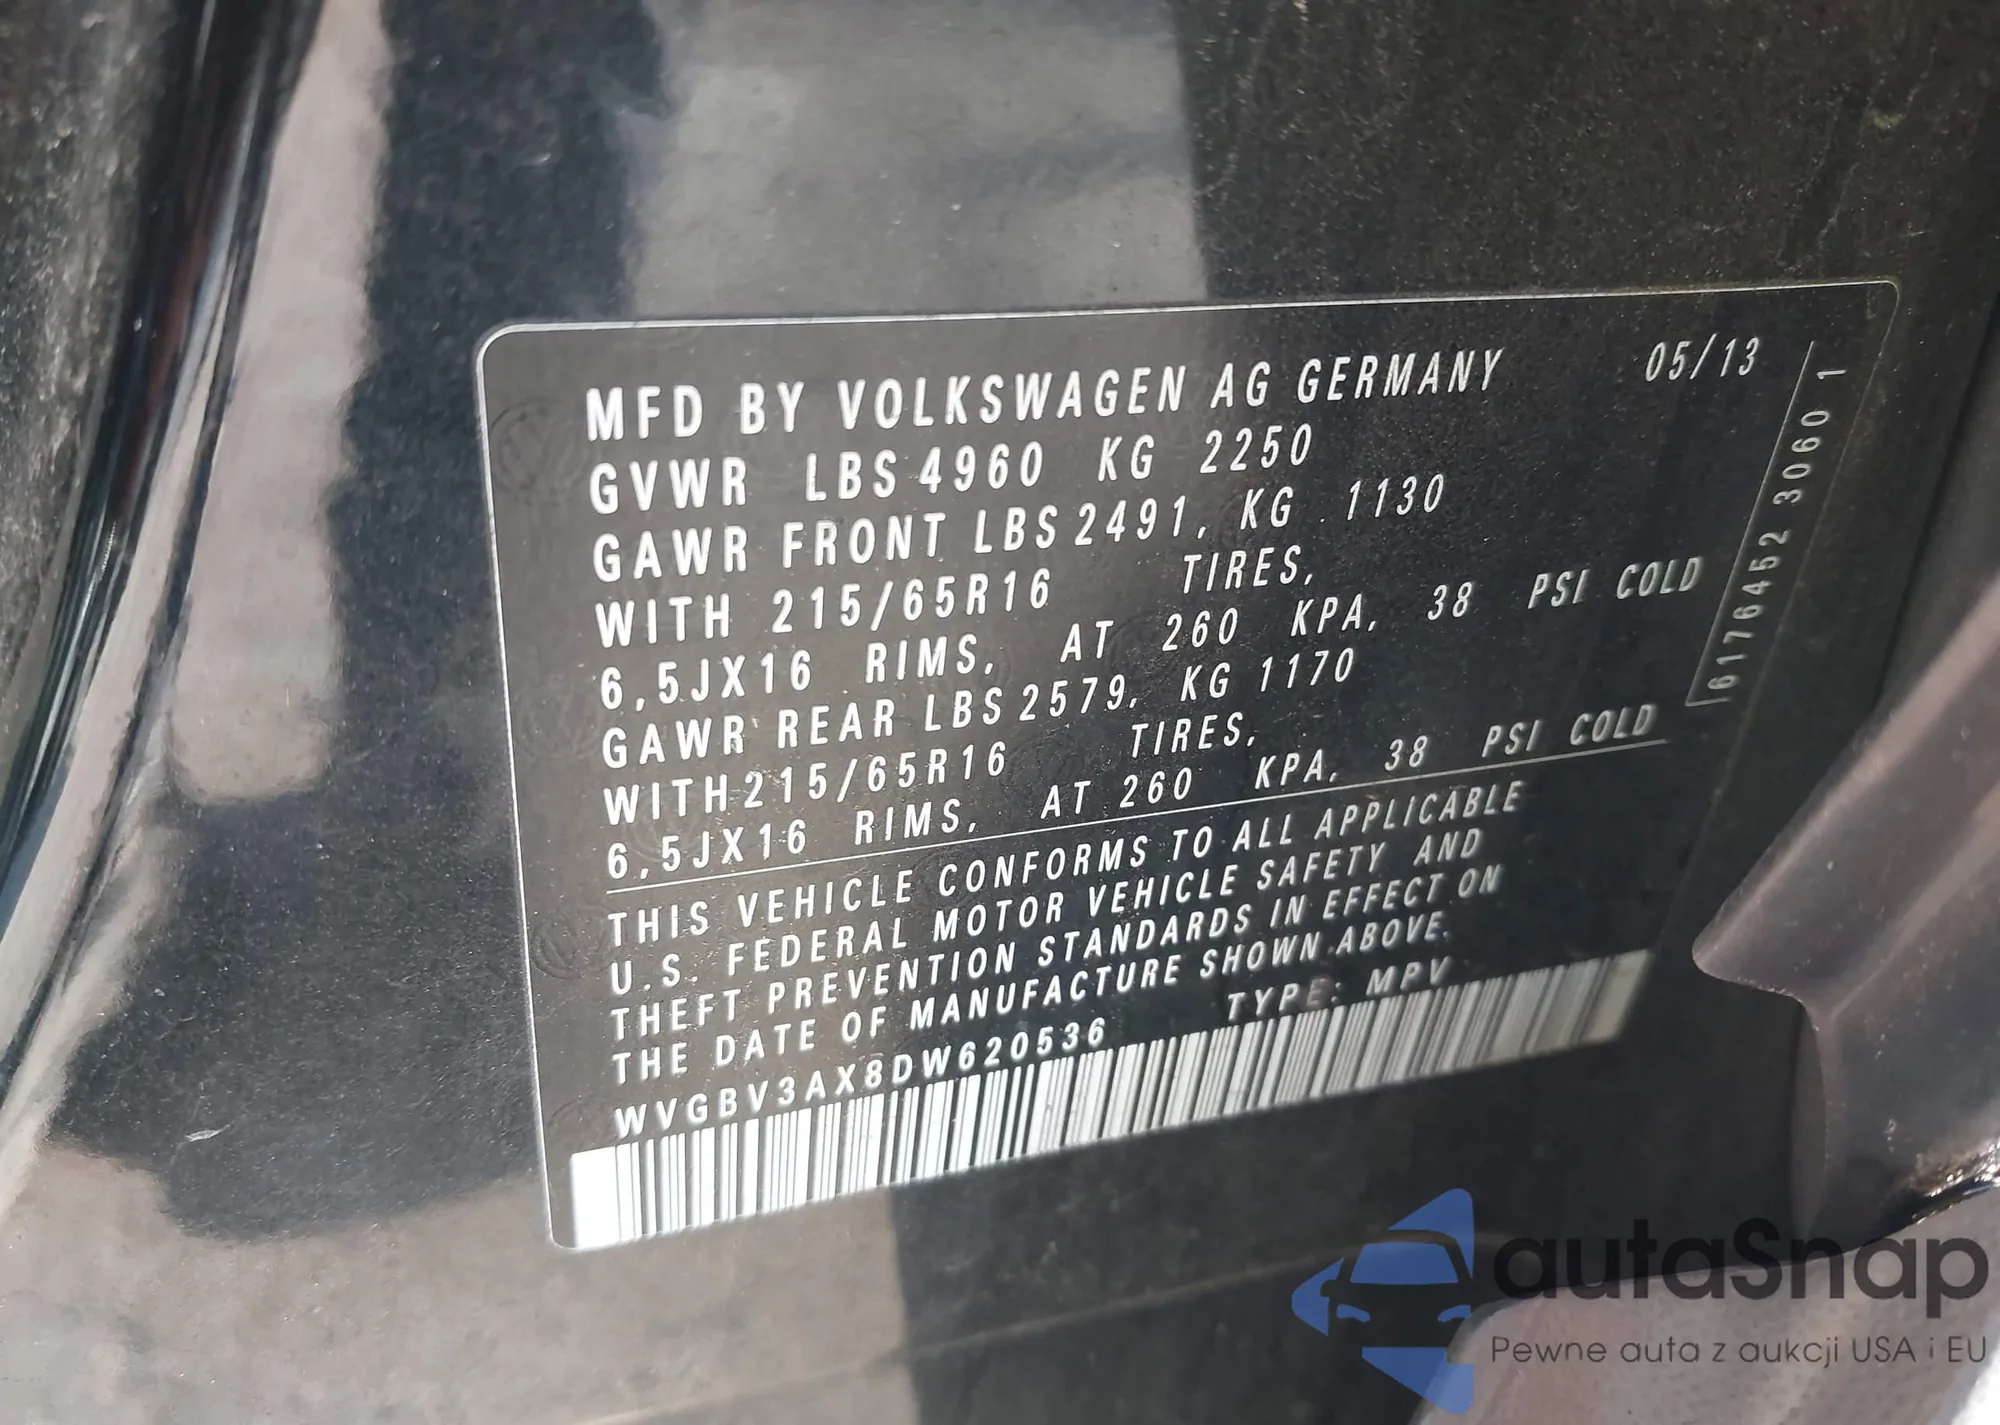 MFD BY VOLKSWAGEN AG GERMANY 05/13
GVWR LBS 4960 KG 2250
GAWR FRONT LBS 2491, KG . 1130
WITH 215/65R16 TIRES,
6,5JX16 RIMS, AT 260 KPA, 38 PSI COLD
GAWR REAR LBS 2579, KG 1170
WITH 215/65R16 TIRES,
6,5JX16 RIMS, AT 260 KPA, 38 PSI COLD
THIS VEHICLE CONFORMS TO ALL APPLICABLE
U.S. FEDERAL MOTOR VEHICLE SAFETY AND
THEFT PREVENTION STANDARDS IN EFFECT ON
THE DATE OF MANUFACTURE SHOWN ABOVE.
WVGBV3AX8DW620536 TYPE: MPV
6176452 3060 1
autaSnap
Pewne auta z aukcji USA i EU